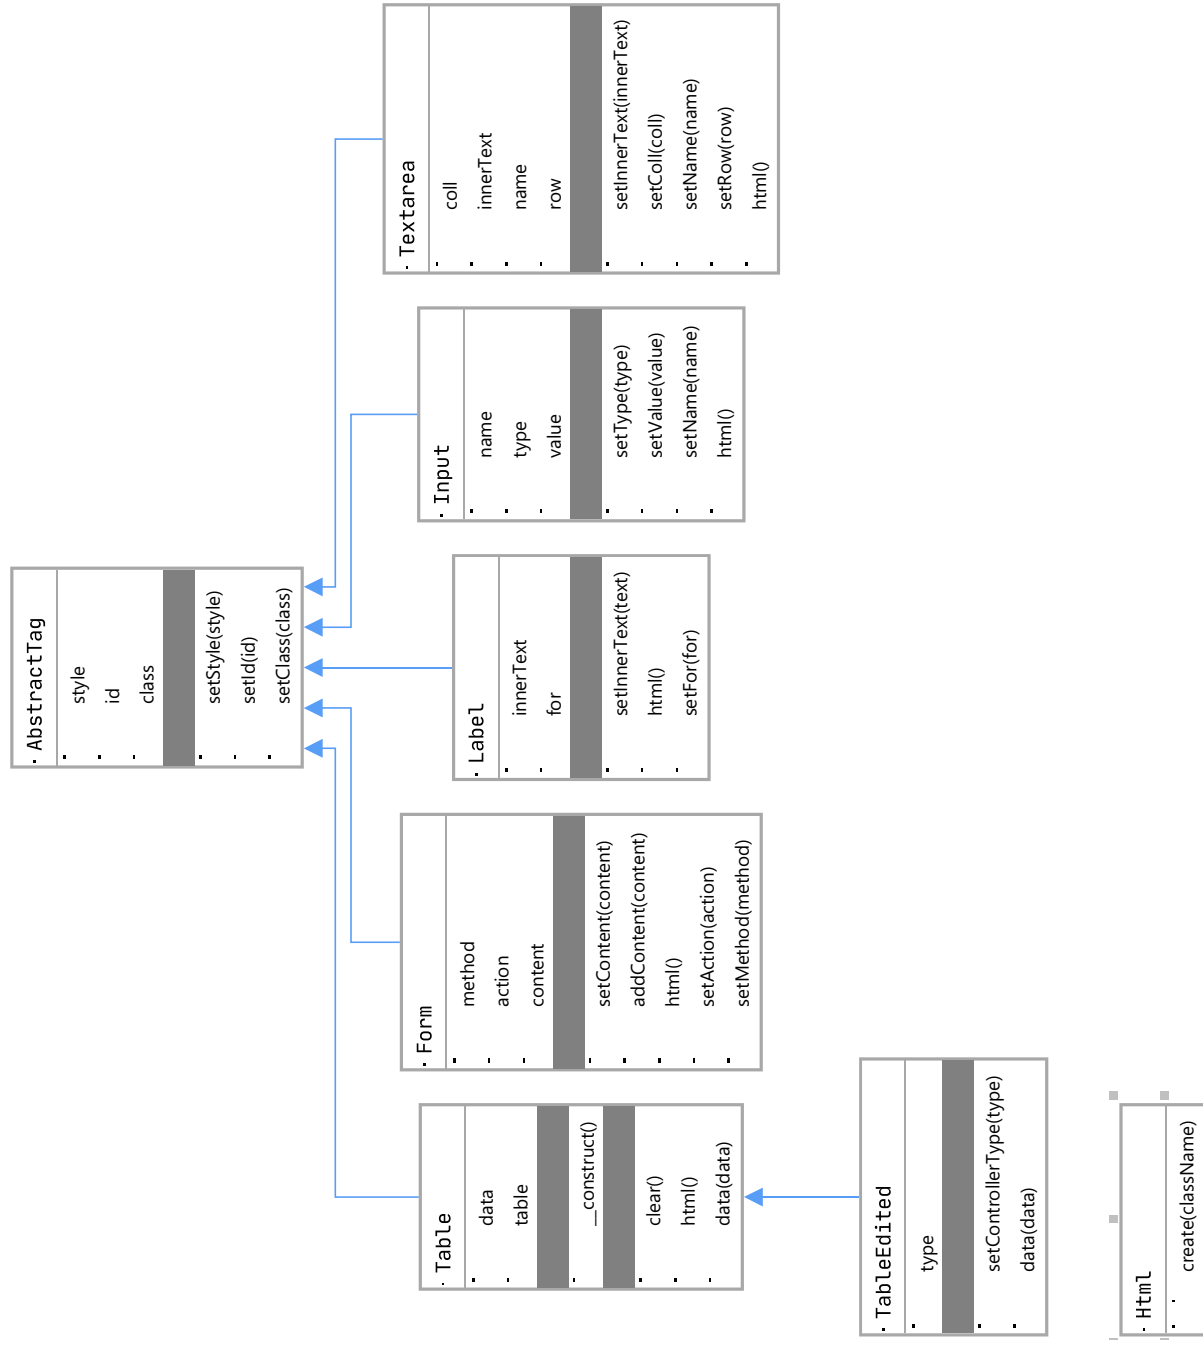 AbstractTag
style
id
class
setStyle(style)
setId(id)
setClass(class)
Table
data
table
__construct()
clear()
html()
data(data)
Form
method
action
content
setContent(content)
addContent(content)
html()
setAction(action)
setMethod(method)
Label
innerText
for
setInnerText(text)
html()
setFor(for)
Input
name
type
value
setType(type)
setValue(value)
setName(name)
html()
Textarea
coll
innerText
name
row
setInnerText(innerText)
setColl(coll)
setName(name)
setRow(row)
html()
TableEdited
type
setControllerType(type)
data(data)
Html
create(className)